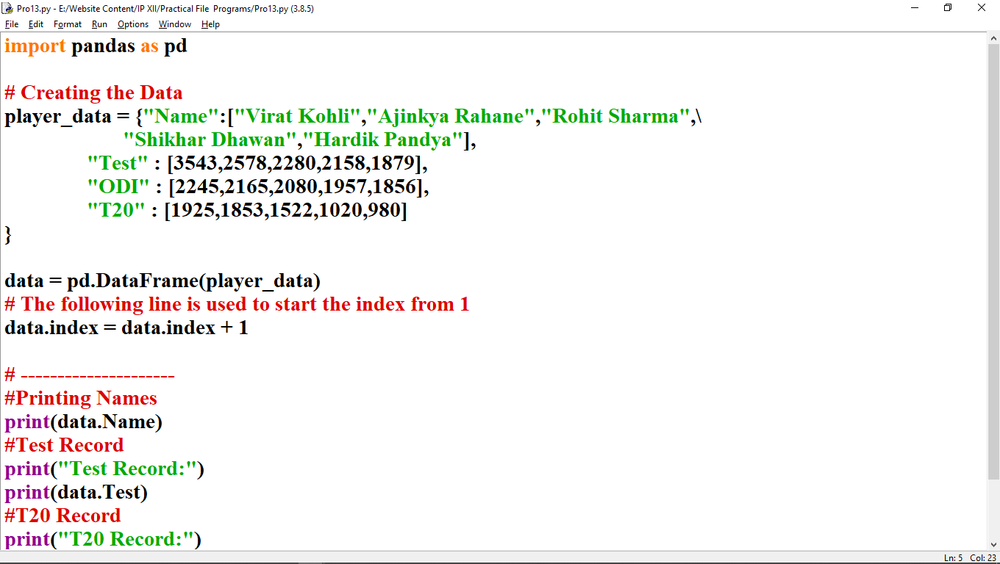 Pro13.py - E:/Website Content/IP XII/Practical File  Programs/Pro13.py (3.8.5)
File Edit Format Run Options Window Help
import pandas as pd
# Creating the Data
player_data = {"Name":["Virat Kohli","Ajinkya Rahane","Rohit Sharma",\
"Shikhar Dhawan","Hardik Pandya"],
"Test" : [3543,2578,2280,2158,1879],
"ODI" : [2245,2165,2080,1957,1856],
"T20" : [1925,1853,1522,1020,980]
}
data = pd.DataFrame(player_data)
# The following line is used to start the index from 1
data.index = data.index + 1
# ---------------------
#Printing Names
print(data.Name)
#Test Record
print("Test Record:")
print(data.Test)
#T20 Record
print("T20 Record:")
Ln: 5 Col: 23